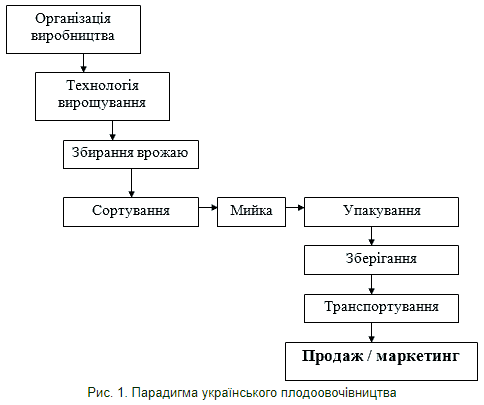 Організація
виробництва
Технологія
вирощування
Збирання врожаю
Сортування
Мийка
Упакування
Зберігання
Транспортування
Продаж / маркетинг
Рис. 1. Парадигма українського плодоовочівництва